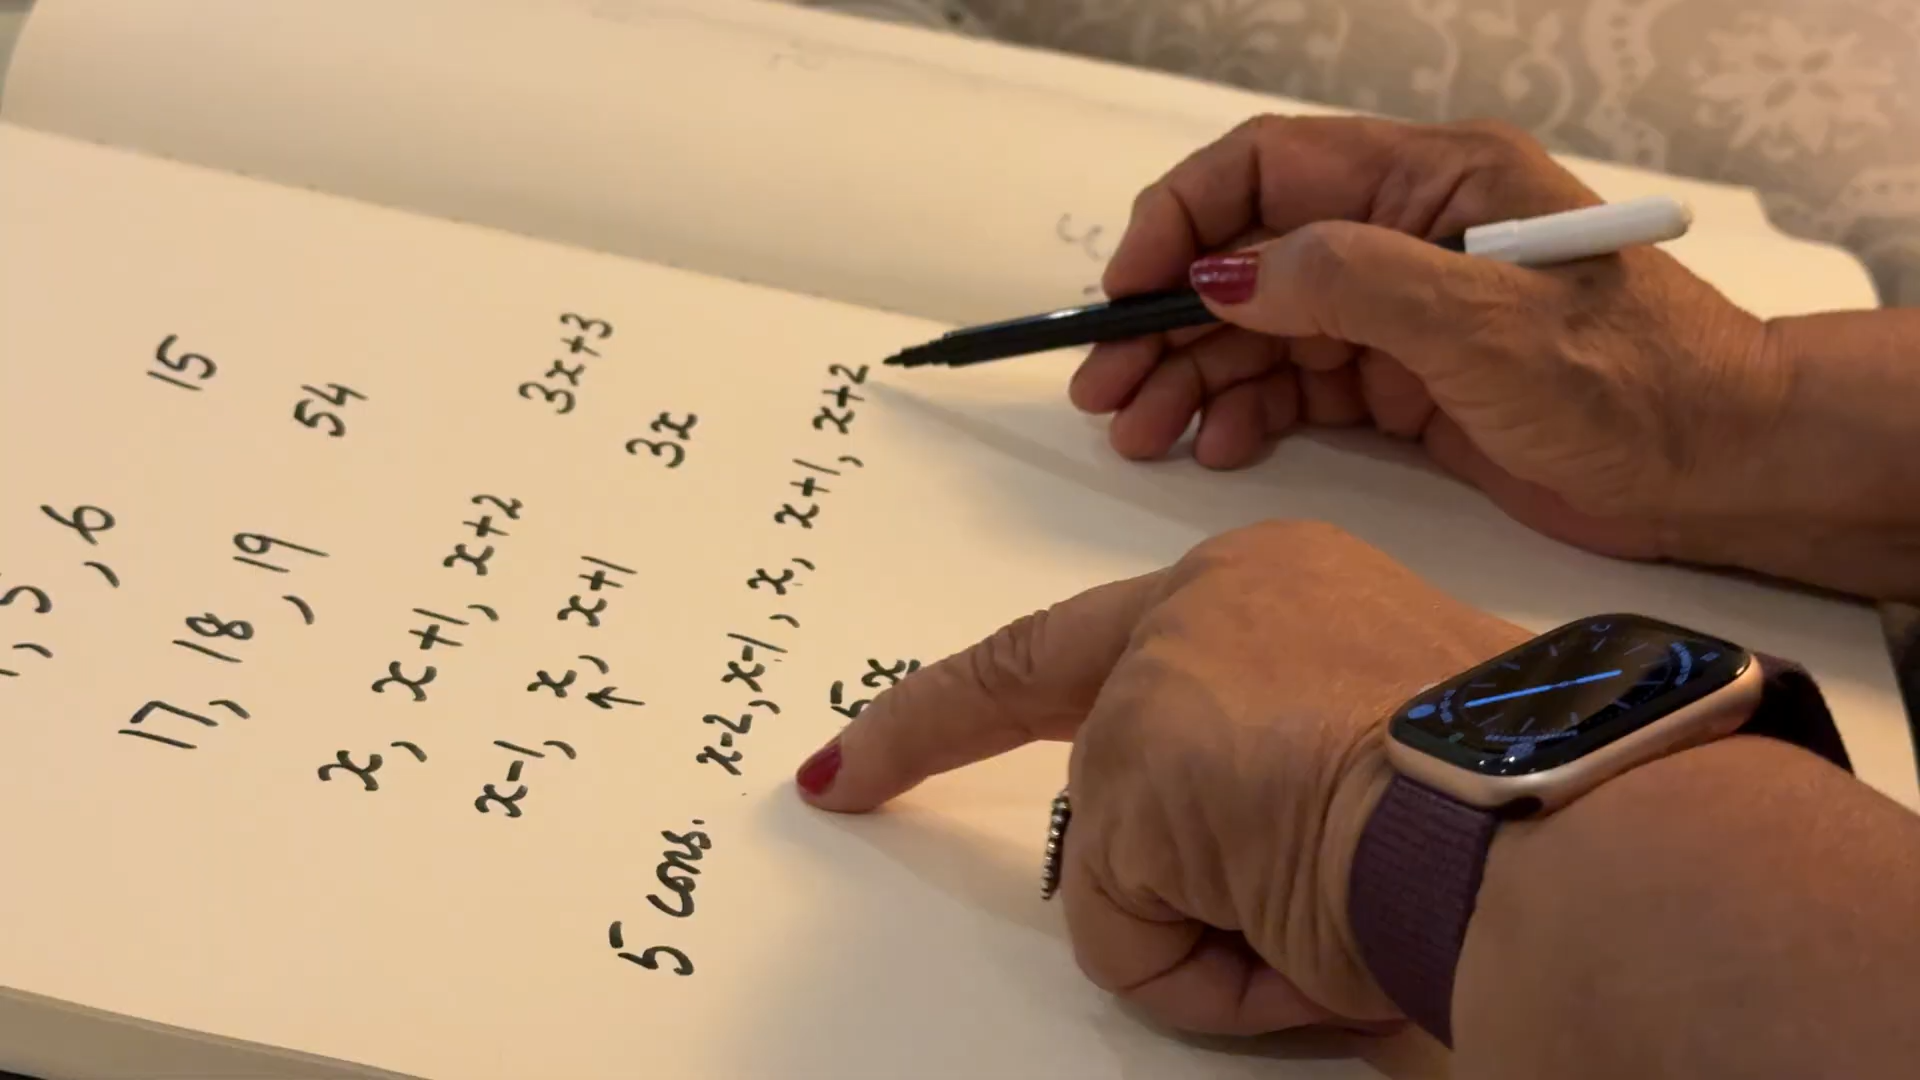 , 5, 6 15
17, 18, 19 54
x, x+1, x+2 3x+3
x-1, x, x+1 3x
↑
5 cons. x-2, x-1, x, x+1, x+2
5x